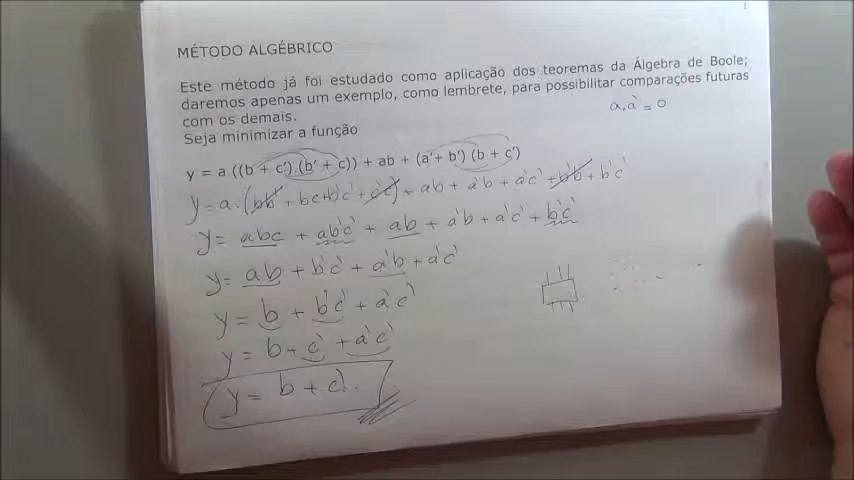 MÉTODO ALGÉBRICO
Este método já foi estudado como aplicação dos teoremas da Álgebra de Boole;
daremos apenas um exemplo, como lembrete, para possibilitar comparações futuras
com os demais.
a.a' = 0
Seja minimizar a função
y = a ((b + c').(b' + c)) + ab + (a'+ b') (b + c')
y = a.(bb' + bc + b'c' + c'c) + ab + a'b + a'c' + b'b + b'c'
y = abc + ab'c' + ab + a'b + a'c' + b'c'
y = ab + b'c' + a'b + a'c'
y = b + b'c' + a'c'
y = b + c' + a'c'
y = b + c'.